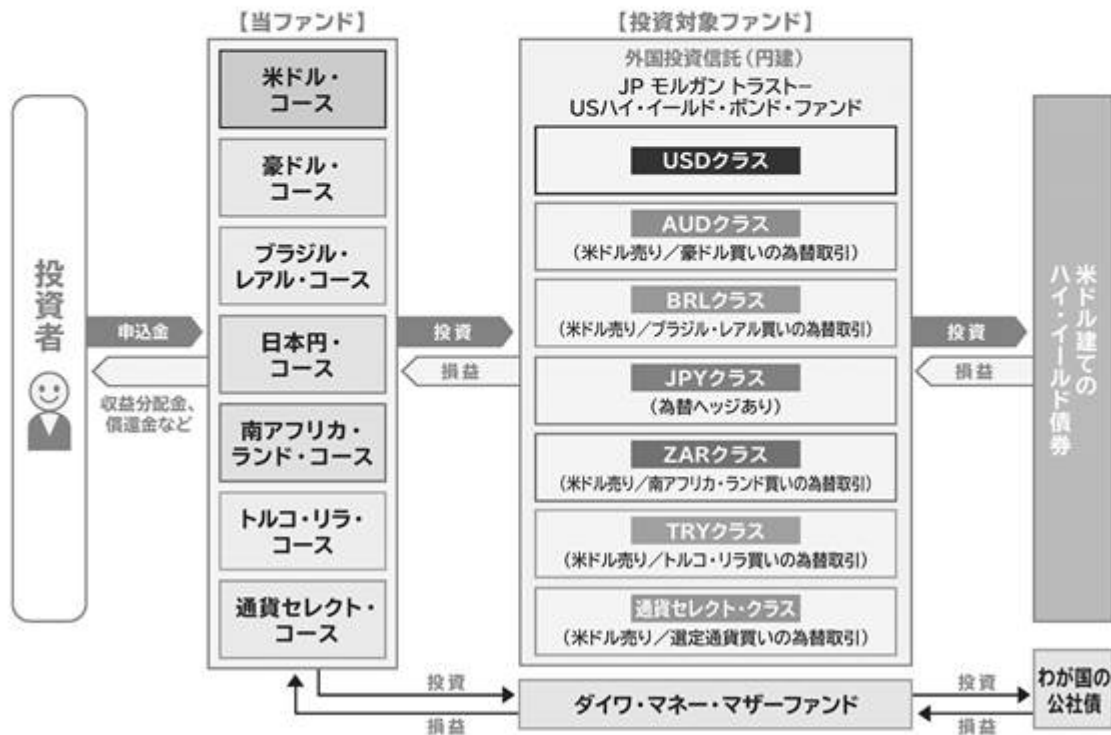 【当ファンド】
米ドル・
コース
豪ドル・
コース
ブラジル・
レアル・コース
日本円・
コース
南アフリカ・
ランド・コース
トルコ・リラ・
コース
通貨セレクト・
コース
投資者
申込金
収益分配金、
償還金など
投資
損益
【投資対象ファンド】
外国投資信託(円建)
JP モルガン トラスト−
USハイ・イールド・ボンド・ファンド
USDクラス
AUDクラス
(米ドル売り／豪ドル買いの為替取引)
BRLクラス
(米ドル売り／ブラジル・レアル買いの為替取引)
JPYクラス
(為替ヘッジあり)
ZARクラス
(米ドル売り／南アフリカ・ランド買いの為替取引)
TRYクラス
(米ドル売り／トルコ・リラ買いの為替取引)
通貨セレクト・クラス
(米ドル売り／選定通貨買いの為替取引)
投資
損益
米ドル建ての
ハイ・イールド債券
投資
損益
ダイワ・マネー・マザーファンド
投資
損益
わが国の
公社債